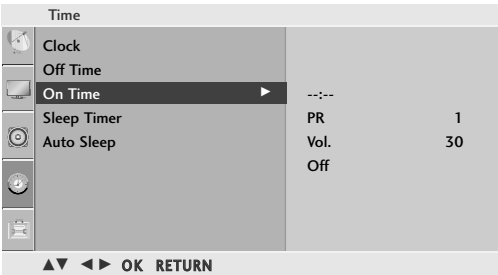 Time
Clock
Off Time
On Time ► --:--
Sleep Timer PR 1
Auto Sleep Vol. 30
Off
▲▼ ◄► OK RETURN